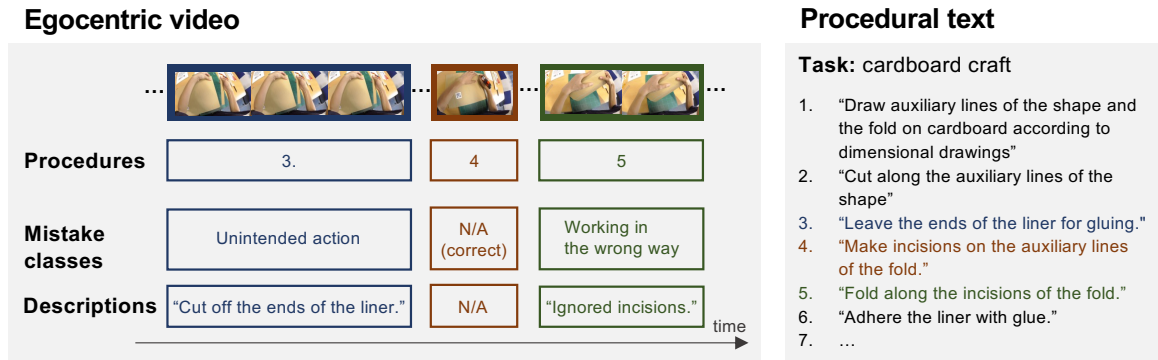 Egocentric video
... ... ... ...
Procedures
3.
4
5
Mistake
classes
Unintended action
N/A
(correct)
Working in
the wrong way
Descriptions
“Cut off the ends of the liner.”
N/A
“Ignored incisions.”
time
Procedural text
Task: cardboard craft
1. “Draw auxiliary lines of the shape and
the fold on cardboard according to
dimensional drawings”
2. “Cut along the auxiliary lines of the
shape”
3. “Leave the ends of the liner for gluing."
4. “Make incisions on the auxiliary lines
of the fold.”
5. “Fold along the incisions of the fold.”
6. “Adhere the liner with glue.”
7. …